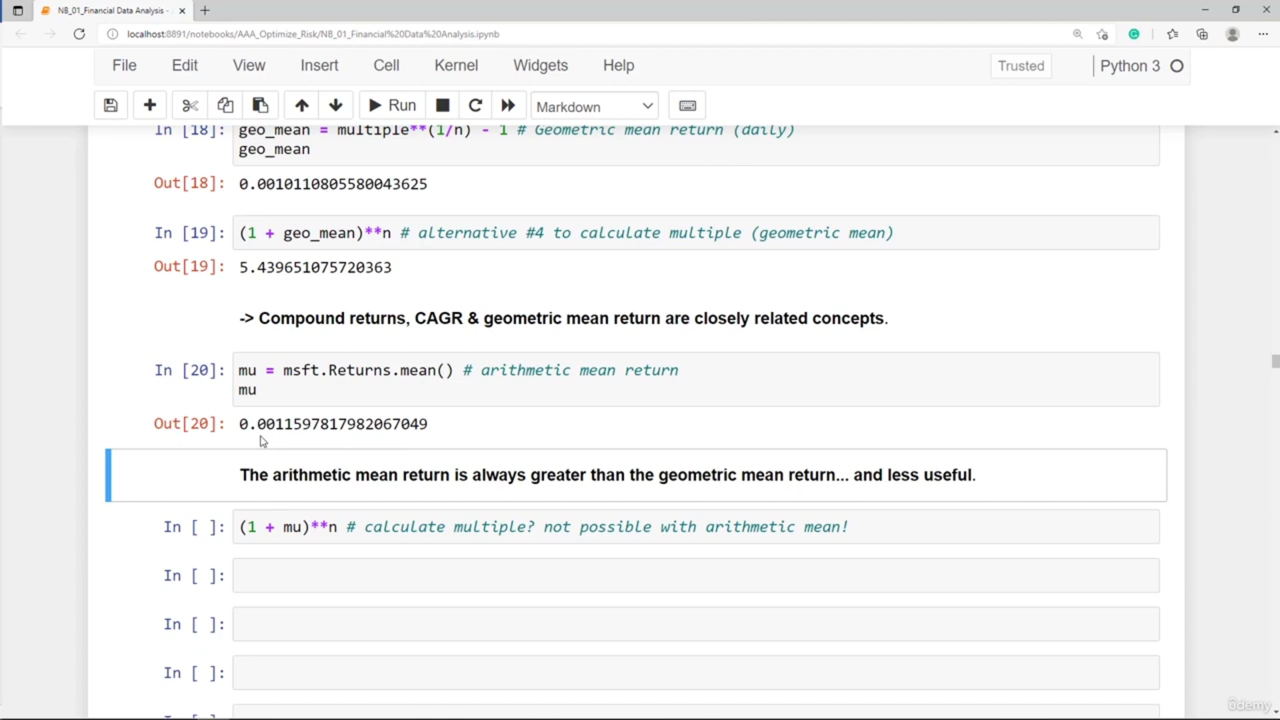 NB_01_Financial Data Analysis -
localhost:8891/notebooks/AAA_Optimize_Risk/NB_01_Financial%20Data%20Analysis.ipynb
File Edit View Insert Cell Kernel Widgets Help Trusted Python 3
Run Markdown
In [18]: geo_mean = multiple**(1/n) - 1 # Geometric mean return (daily)
geo_mean
Out[18]: 0.0010110805580043625
In [19]: (1 + geo_mean)**n # alternative #4 to calculate multiple (geometric mean)
Out[19]: 5.439651075720363
-> Compound returns, CAGR & geometric mean return are closely related concepts.
In [20]: mu = msft.Returns.mean() # arithmetic mean return
mu
Out[20]: 0.0011597817982067049
The arithmetic mean return is always greater than the geometric mean return... and less useful.
In [ ]: (1 + mu)**n # calculate multiple? not possible with arithmetic mean!
In [ ]:
In [ ]:
In [ ]:
Udemy